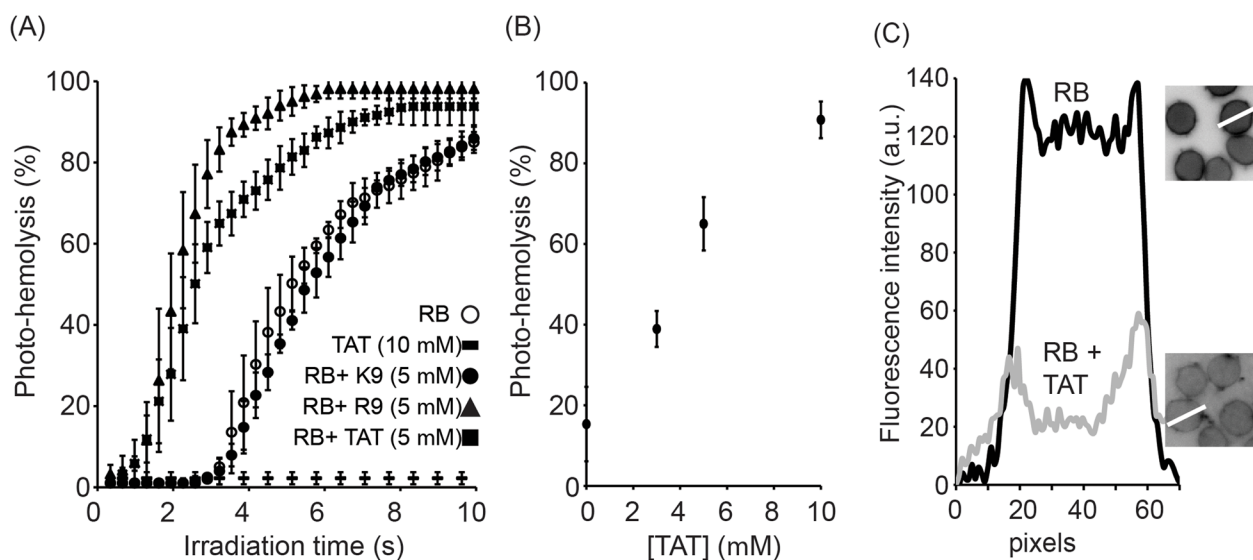 (A)
Photo-hemolysis (%)
100
80
60
40
20
0
0 2 4 6 8 10
Irradiation time (s)
RB
TAT (10 mM)
RB+ K9 (5 mM)
RB+ R9 (5 mM)
RB+ TAT (5 mM)
(B)
Photo-hemolysis (%)
100
80
60
40
20
0
0 2 4 6 8 10
[TAT] (mM)
(C)
Fluorescence intensity (a.u.)
140
120
100
80
60
40
20
0
0 20 40 60
pixels
RB
RB +
TAT